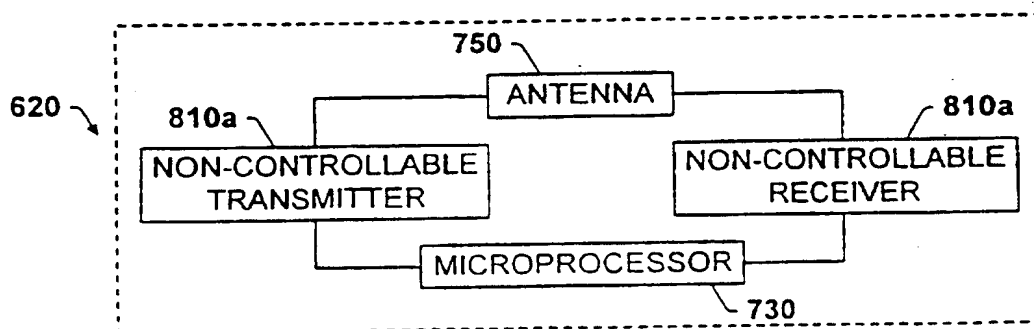 750
ANTENNA
620
810a
810a
NON-CONTROLLABLE
TRANSMITTER
NON-CONTROLLABLE
RECEIVER
MICROPROCESSOR
730